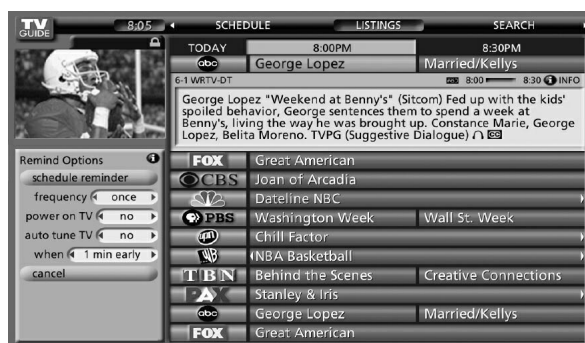 TV GUIDE 8:05 SCHEDULE LISTINGS SEARCH
TODAY 8:00PM 8:30PM
abc George Lopez Married/Kellys
6-1 WRTV-DT 8:00 8:30 INFO
George Lopez "Weekend at Benny's" (Sitcom) Fed up with the kids'
spoiled behavior, George sentences them to spend a week at
Benny's, living the way he was brought up. Constance Marie, George
Lopez, Belita Moreno. TVPG (Suggestive Dialogue) CC
Remind Options
schedule reminder
frequency once
power on TV no
auto tune TV no
when 1 min early
cancel
FOX Great American
CBS Joan of Arcadia
Dateline NBC
PBS Washington Week Wall St. Week
upn Chill Factor
WB NBA Basketball
TBN Behind the Scenes Creative Connections
PAX Stanley & Iris
abc George Lopez Married/Kellys
FOX Great American